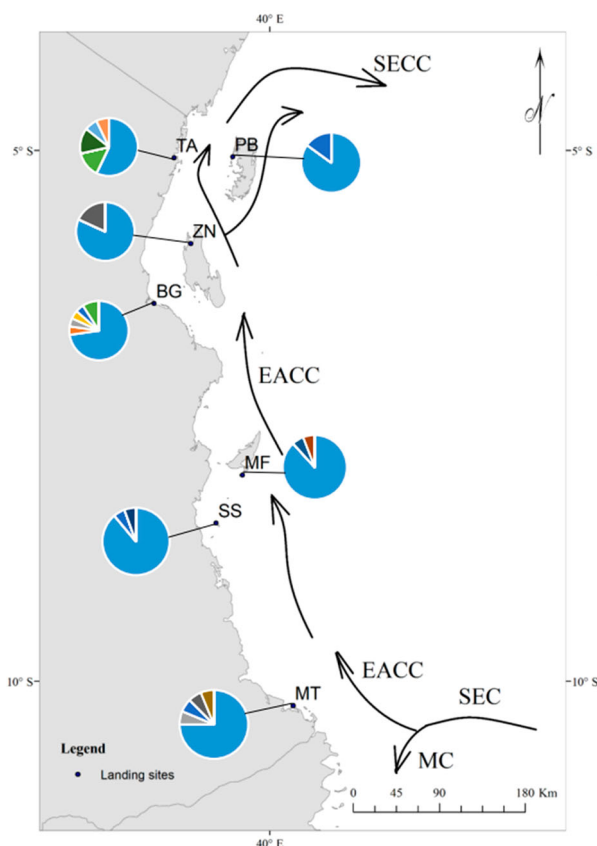 40° E
SECC
N
5° S
TA
PB
5° S
ZN
BG
EACC
MF
SS
10° S
EACC
SEC
10° S
MT
MC
Legend
Landing sites
0 45 90 180 Km
40° E